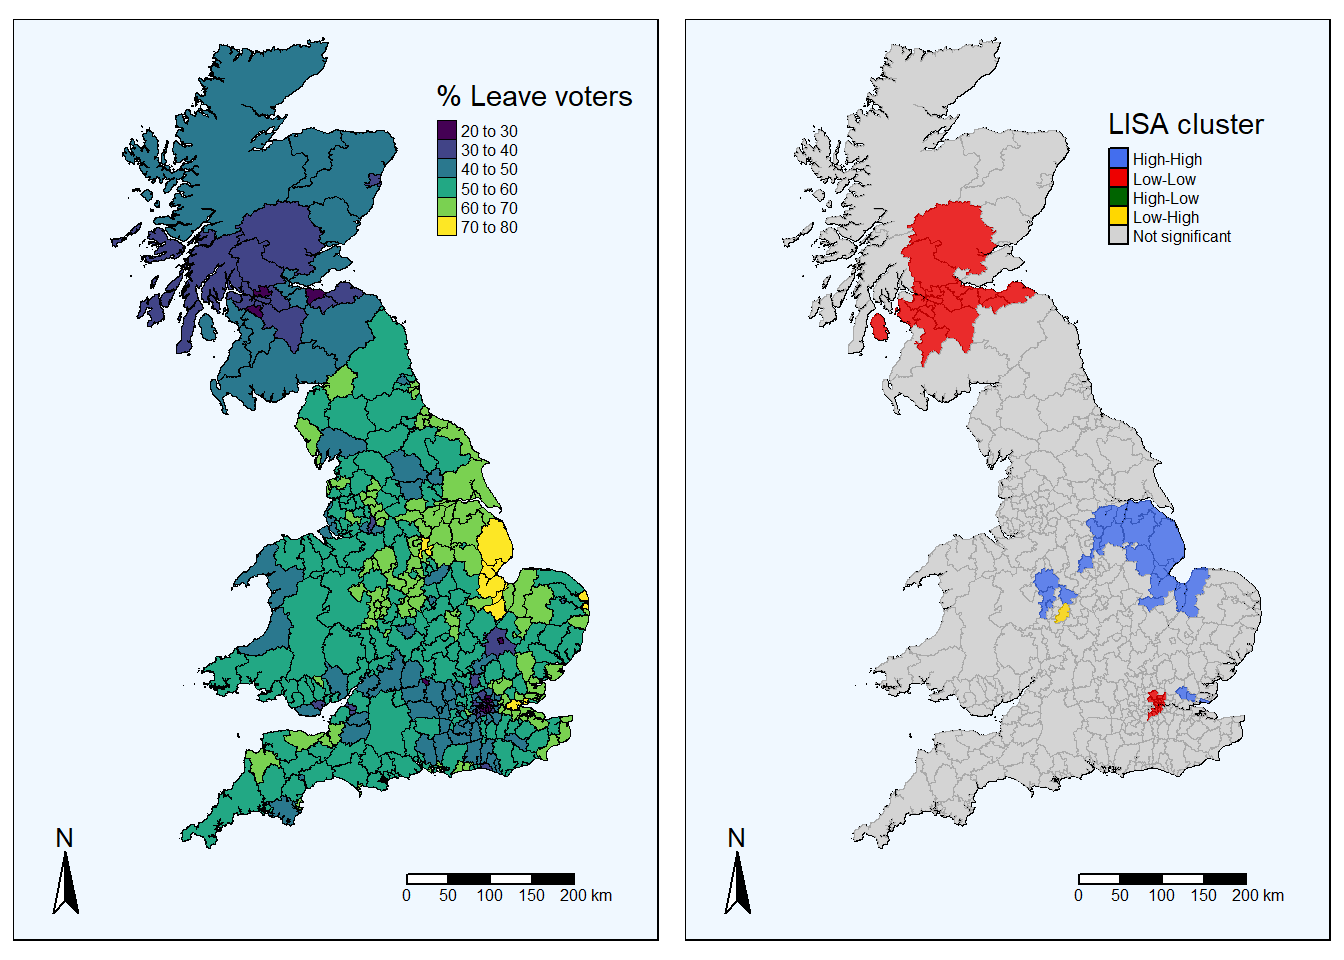 % Leave voters
20 to 30
30 to 40
40 to 50
50 to 60
60 to 70
70 to 80
N
0 50 100 150 200 km
LISA cluster
High-High
Low-Low
High-Low
Low-High
Not significant
N
0 50 100 150 200 km